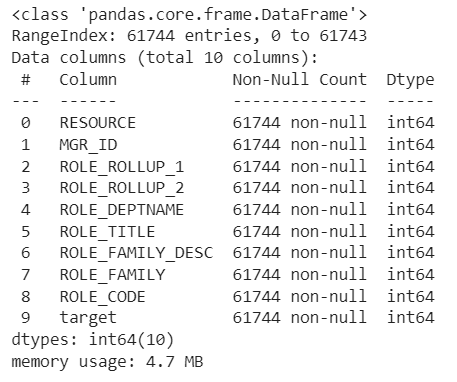 <class 'pandas.core.frame.DataFrame'>
RangeIndex: 61744 entries, 0 to 61743
Data columns (total 10 columns):
 #   Column            Non-Null Count  Dtype
---  ------            --------------  -----
 0   RESOURCE          61744 non-null  int64
 1   MGR_ID            61744 non-null  int64
 2   ROLE_ROLLUP_1     61744 non-null  int64
 3   ROLE_ROLLUP_2     61744 non-null  int64
 4   ROLE_DEPTNAME     61744 non-null  int64
 5   ROLE_TITLE        61744 non-null  int64
 6   ROLE_FAMILY_DESC  61744 non-null  int64
 7   ROLE_FAMILY       61744 non-null  int64
 8   ROLE_CODE         61744 non-null  int64
 9   target            61744 non-null  int64
dtypes: int64(10)
memory usage: 4.7 MB